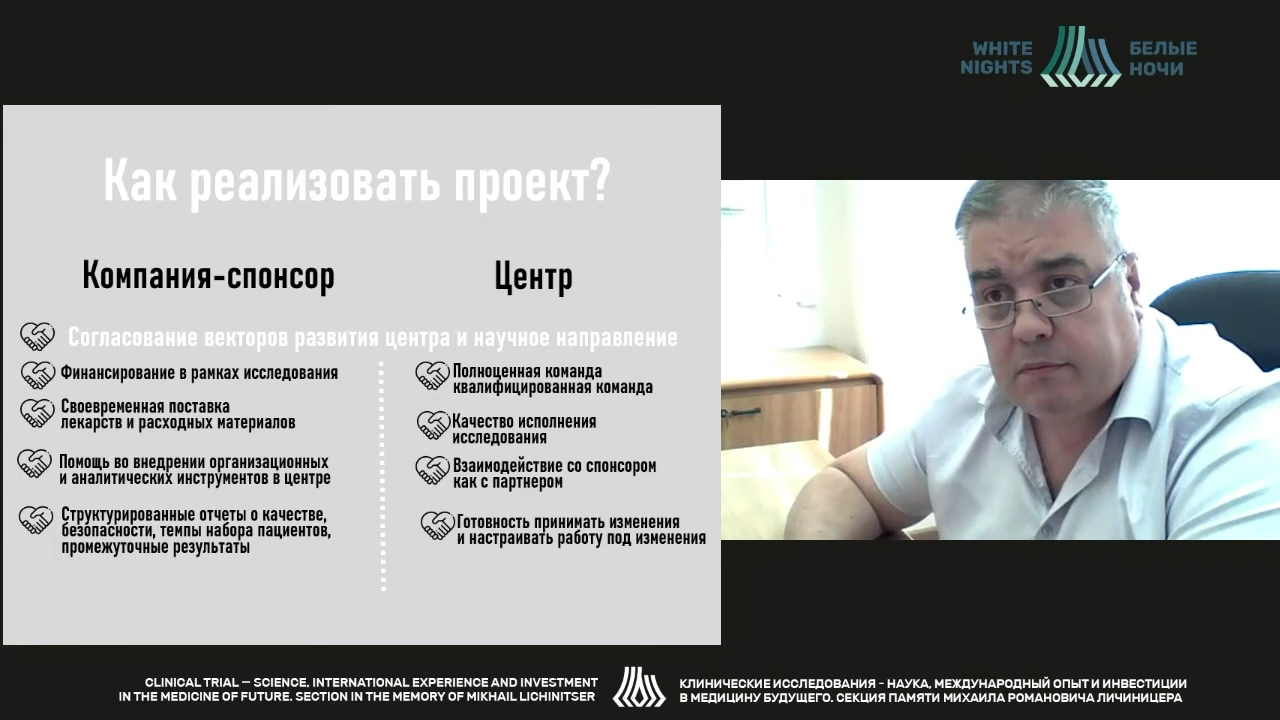 WHITE
NIGHTS
БЕЛЫЕ
НОЧИ
Как реализовать проект?
Компания-спонсор
Центр
Согласование векторов развития центра и научное направление
Финансирование в рамках исследования
Своевременная поставка
лекарств и расходных материалов
Помощь во внедрении организационных
и аналитических инструментов в центре
Структурированные отчеты о качестве,
безопасности, темпы набора пациентов,
промежуточные результаты
Полноценная команда
квалифицированная команда
Качество исполнения
исследования
Взаимодействие со спонсором
как с партнером
Готовность принимать изменения
и настраивать работу под изменения
CLINICAL TRIAL — SCIENCE, INTERNATIONAL EXPERIENCE AND INVESTMENT
IN THE MEDICINE OF FUTURE. SECTION IN THE MEMORY OF MIKHAIL LICHINITSER
КЛИНИЧЕСКИЕ ИССЛЕДОВАНИЯ - НАУКА, МЕЖДУНАРОДНЫЙ ОПЫТ И ИНВЕСТИЦИИ
В МЕДИЦИНУ БУДУЩЕГО. СЕКЦИЯ ПАМЯТИ МИХАИЛА РОМАНОВИЧА ЛИЧИНИЦЕРА